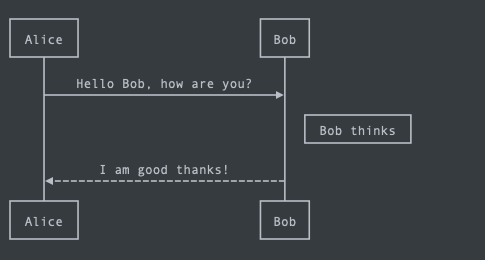 Alice
Bob
Hello Bob, how are you?
Bob thinks
I am good thanks!
Alice
Bob